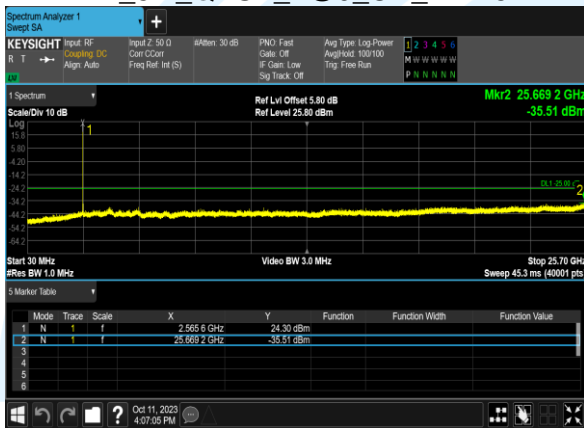 Spectrum Analyzer 1
Swept SA
+
KEYSIGHT
R T
LXI
Input: RF
Coupling: DC
Align: Auto
Input Z: 50 Ω
Corr CCorr
Freq Ref: Int (S)
#Atten: 30 dB
PNO: Fast
Gate: Off
IF Gain: Low
Sig Track: Off
Avg Type: Log-Power
Avg|Hold: 100/100
Trig: Free Run
1 2 3 4 5 6
M W W W W W
P N N N N N
1 Spectrum
Scale/Div 10 dB
Ref Lvl Offset 5.80 dB
Ref Level 25.80 dBm
Mkr2 25.669 2 GHz
-35.51 dBm
Log
15.8
5.80
-4.20
-14.2
-24.2
-34.2
-44.2
-54.2
-64.2
1
DL1 -25.00
2
Start 30 MHz
#Res BW 1.0 MHz
Video BW 3.0 MHz
Stop 25.70 GHz
Sweep 45.3 ms (40001 pts
5 Marker Table
Mode Trace Scale X Y Function Function Width Function Value
1 N 1 f 2.565 6 GHz 24.30 dBm
2 N 1 f 25.669 2 GHz -35.51 dBm
3
4
5
6
?
Oct 11, 2023
4:07:05 PM